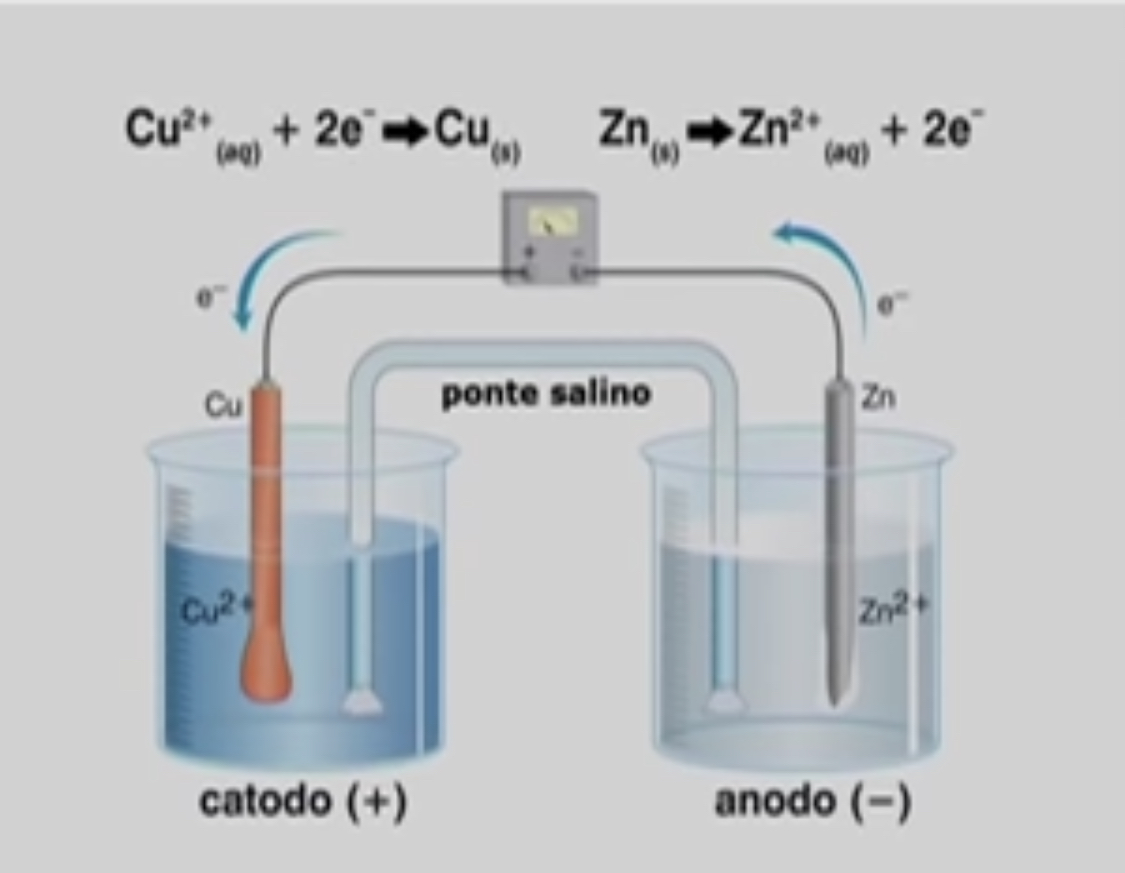 Cu²⁺(aq) + 2e⁻ → Cu(s)
Zn(s) → Zn²⁺(aq) + 2e⁻
+ −
e⁻
e⁻
Cu
ponte salino
Zn
Cu²⁺
Zn²⁺
catodo (+)
anodo (−)